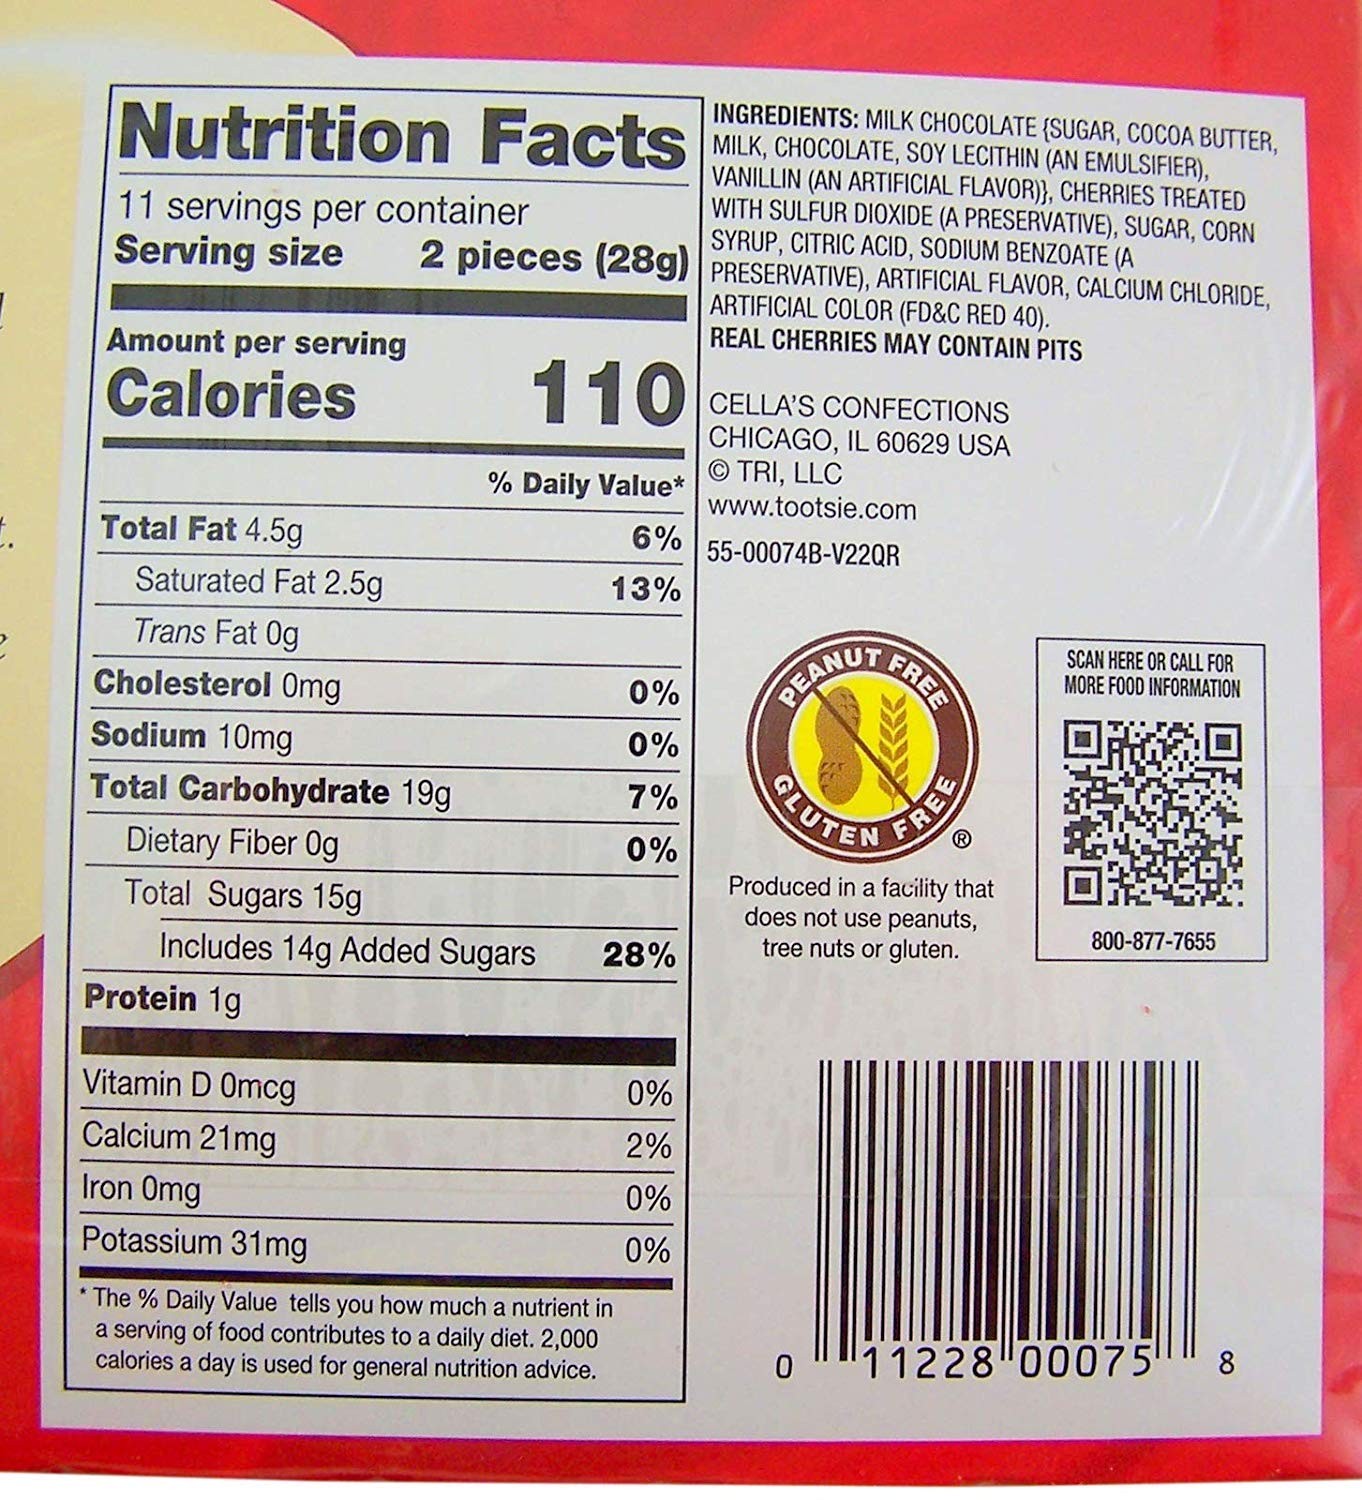 Nutrition Facts
11 servings per container
Serving size 2 pieces (28g)
Amount per serving
Calories 110
% Daily Value*
Total Fat 4.5g 6%
Saturated Fat 2.5g 13%
Trans Fat 0g
Cholesterol 0mg 0%
Sodium 10mg 0%
Total Carbohydrate 19g 7%
Dietary Fiber 0g 0%
Total Sugars 15g
Includes 14g Added Sugars 28%
Protein 1g
Vitamin D 0mcg 0%
Calcium 21mg 2%
Iron 0mg 0%
Potassium 31mg 0%
* The % Daily Value tells you how much a nutrient in
a serving of food contributes to a daily diet. 2,000
calories a day is used for general nutrition advice.
INGREDIENTS: MILK CHOCOLATE {SUGAR, COCOA BUTTER,
MILK, CHOCOLATE, SOY LECITHIN (AN EMULSIFIER),
VANILLIN (AN ARTIFICIAL FLAVOR)}, CHERRIES TREATED
WITH SULFUR DIOXIDE (A PRESERVATIVE), SUGAR, CORN
SYRUP, CITRIC ACID, SODIUM BENZOATE (A
PRESERVATIVE), ARTIFICIAL FLAVOR, CALCIUM CHLORIDE,
ARTIFICIAL COLOR (FD&C RED 40).
REAL CHERRIES MAY CONTAIN PITS
CELLA'S CONFECTIONS
CHICAGO, IL 60629 USA
© TRI, LLC
www.tootsie.com
55-00074B-V22QR
PEANUT FREE
GLUTEN FREE ®
Produced in a facility that
does not use peanuts,
tree nuts or gluten.
SCAN HERE OR CALL FOR
MORE FOOD INFORMATION
800-877-7655
0 11228 00075 8